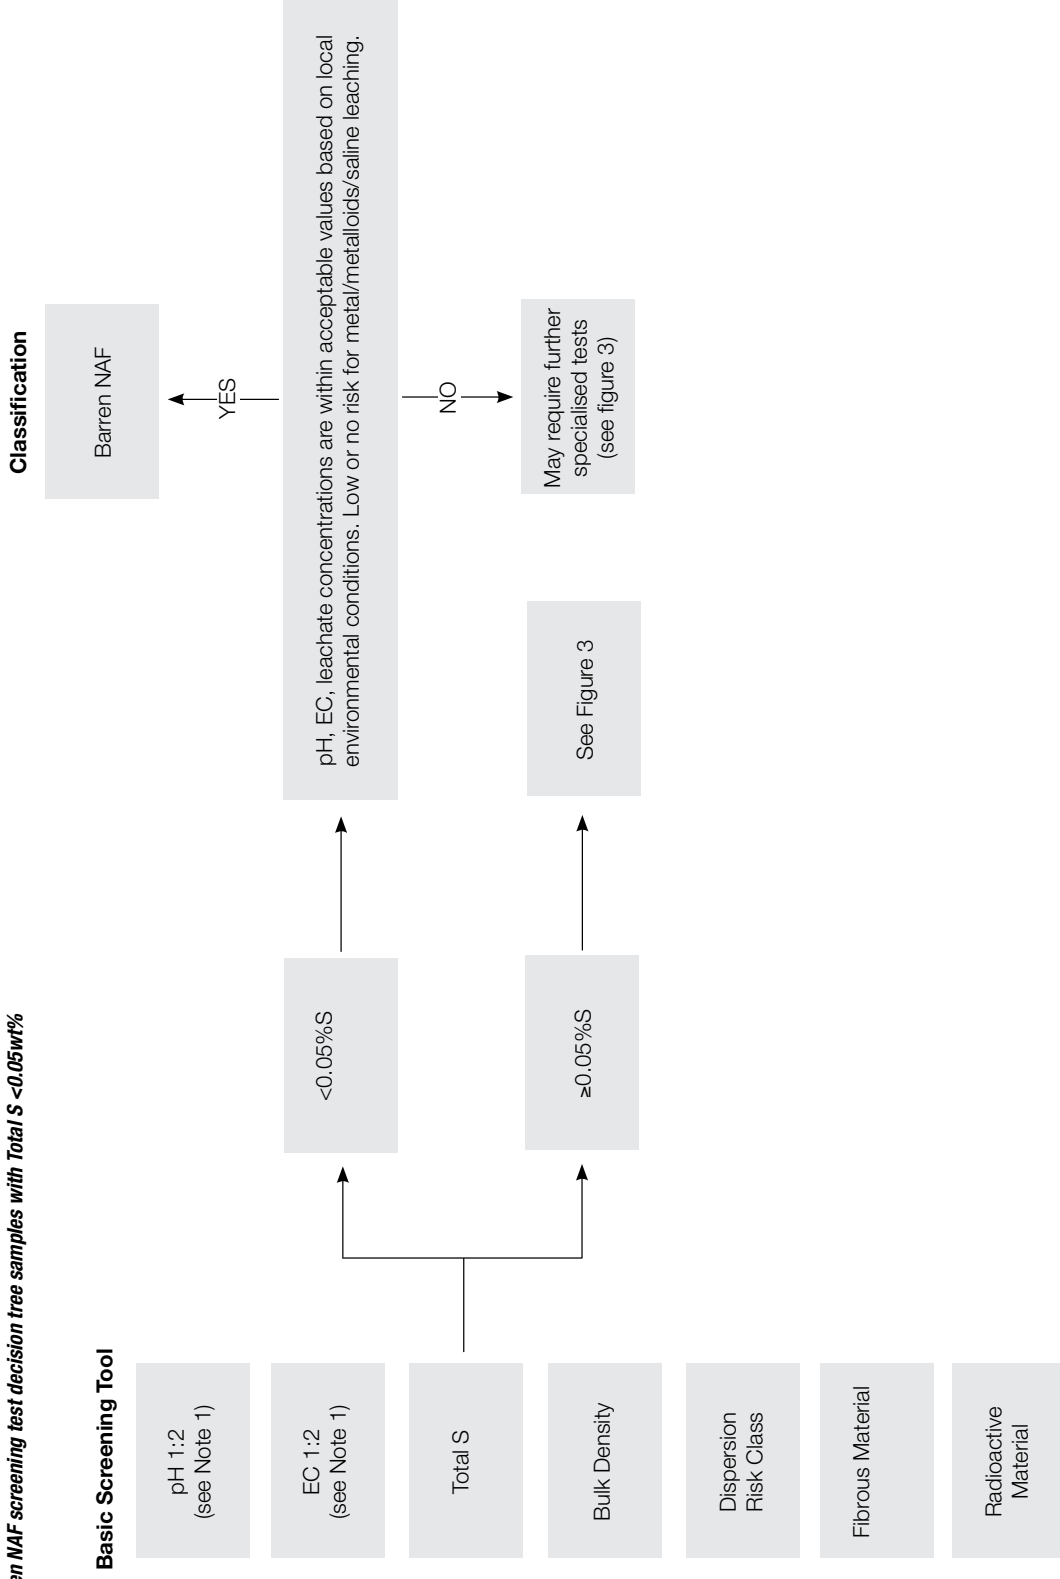 NAF screening test decision tree samples with Total S <0.05wt%
Basic Screening Tool
Classification
pH 1:2
(see Note 1)
EC 1:2
(see Note 1)
Total S
Bulk Density
Dispersion
Risk Class
Fibrous Material
Radioactive
Material
<0.05%S
≥0.05%S
pH, EC, leachate concentrations are within acceptable values based on local
environmental conditions. Low or no risk for metal/metalloids/saline leaching.
See Figure 3
YES
Barren NAF
NO
May require further
specialised tests
(see figure 3)